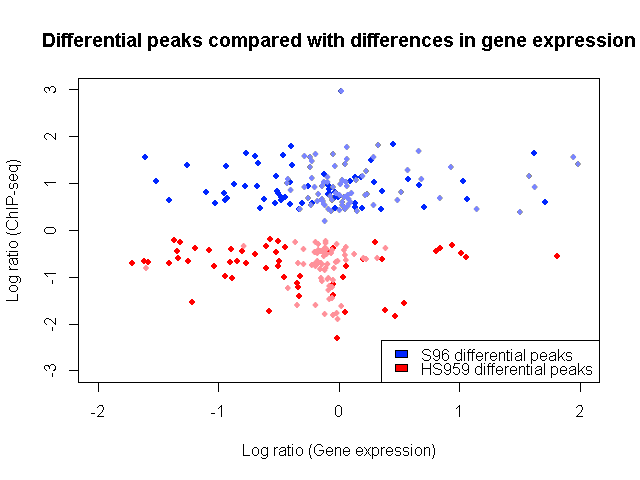 Differential peaks compared with differences in gene expression
3
2
1
0
-1
-2
-3
Log ratio (ChIP-seq)
S96 differential peaks
HS959 differential peaks
-2
-1
0
1
2
Log ratio (Gene expression)